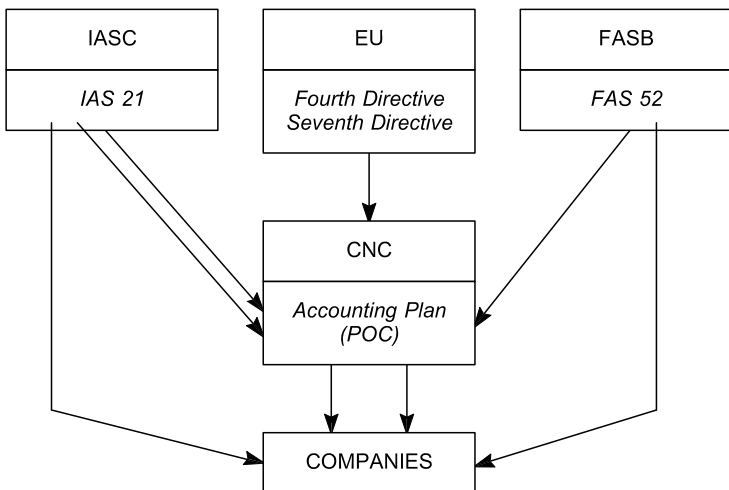 IASC
IAS 21
EU
Fourth Directive
Seventh Directive
FASB
FAS 52
CNC
Accounting Plan
(POC)
COMPANIES